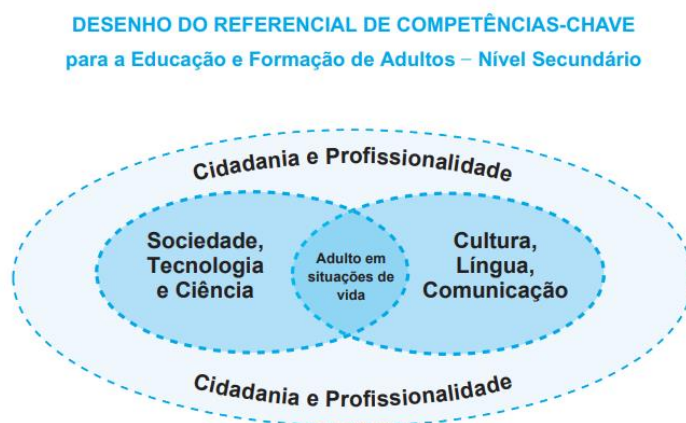 DESENHO DO REFERENCIAL DE COMPETÊNCIAS-CHAVE
para a Educação e Formação de Adultos – Nível Secundário
Cidadania e Profissionalidade
Sociedade,
Tecnologia
e Ciência
Adulto em
situações de
vida
Cultura,
Língua,
Comunicação
Cidadania e Profissionalidade